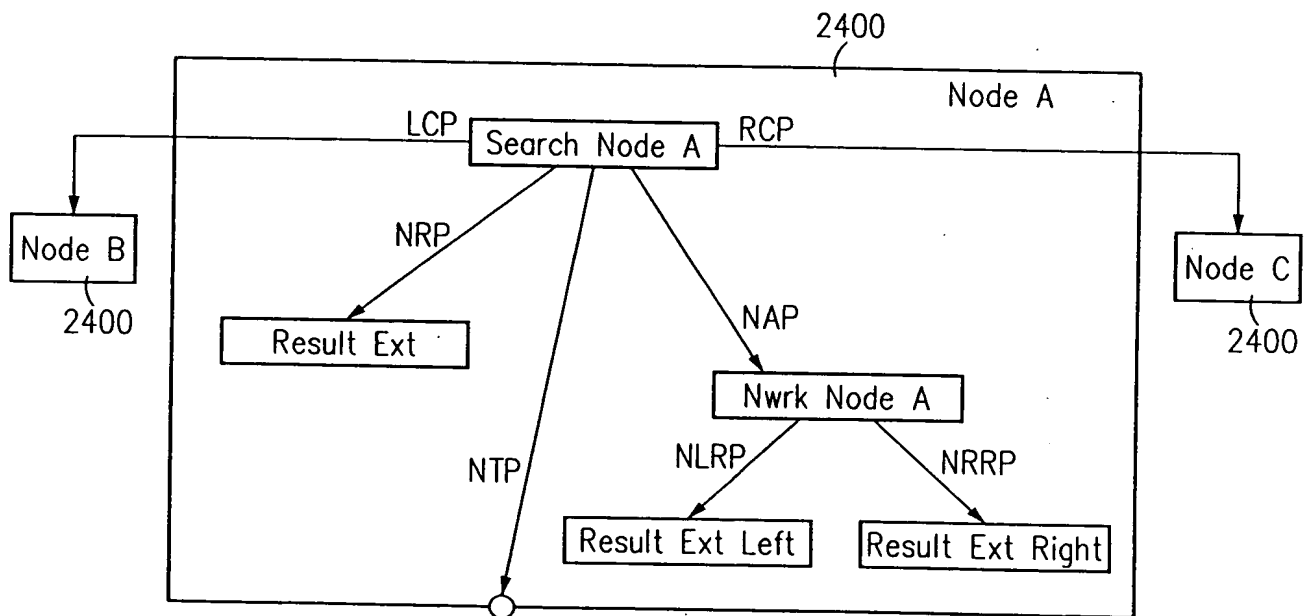 2400
Node A
LCP
Search Node A
RCP
Node B
2400
NRP
Node C
2400
Result Ext
NAP
Nwrk Node A
NTP
NLRP
NRRP
Result Ext Left
Result Ext Right